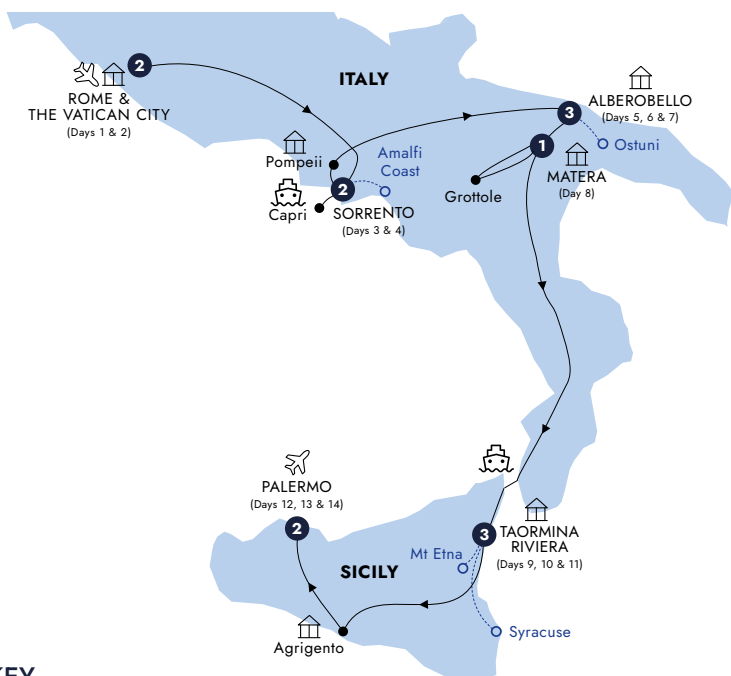 2
ROME &
THE VATICAN CITY
(Days 1 & 2)
ITALY
ALBEROBELLO
(Days 5, 6 & 7)
3
Ostuni
1
MATERA
(Day 8)
Pompeii
Amalfi
Coast
2
Capri
SORRENTO
(Days 3 & 4)
Grottole
PALERMO
(Days 12, 13 & 14)
2
3
TAORMINA
RIVIERA
(Days 9, 10 & 11)
Mt Etna
SICILY
Syracuse
Agrigento